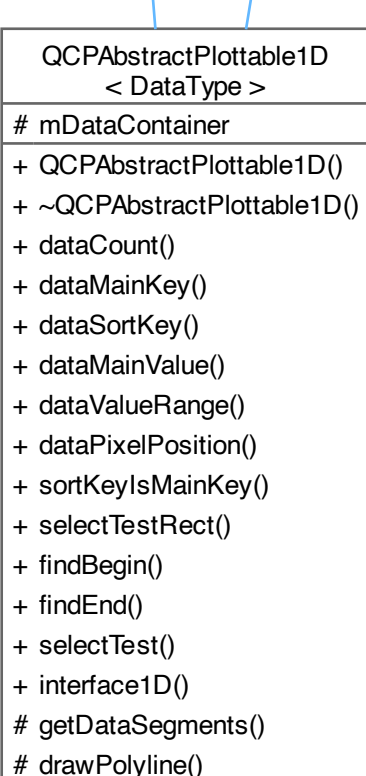 QCPAbstractPlottable1D
< DataType >
# mDataContainer
+ QCPAbstractPlottable1D()
+ ~QCPAbstractPlottable1D()
+ dataCount()
+ dataMainKey()
+ dataSortKey()
+ dataMainValue()
+ dataValueRange()
+ dataPixelPosition()
+ sortKeyIsMainKey()
+ selectTestRect()
+ findBegin()
+ findEnd()
+ selectTest()
+ interface1D()
# getDataSegments()
# drawPolyline()